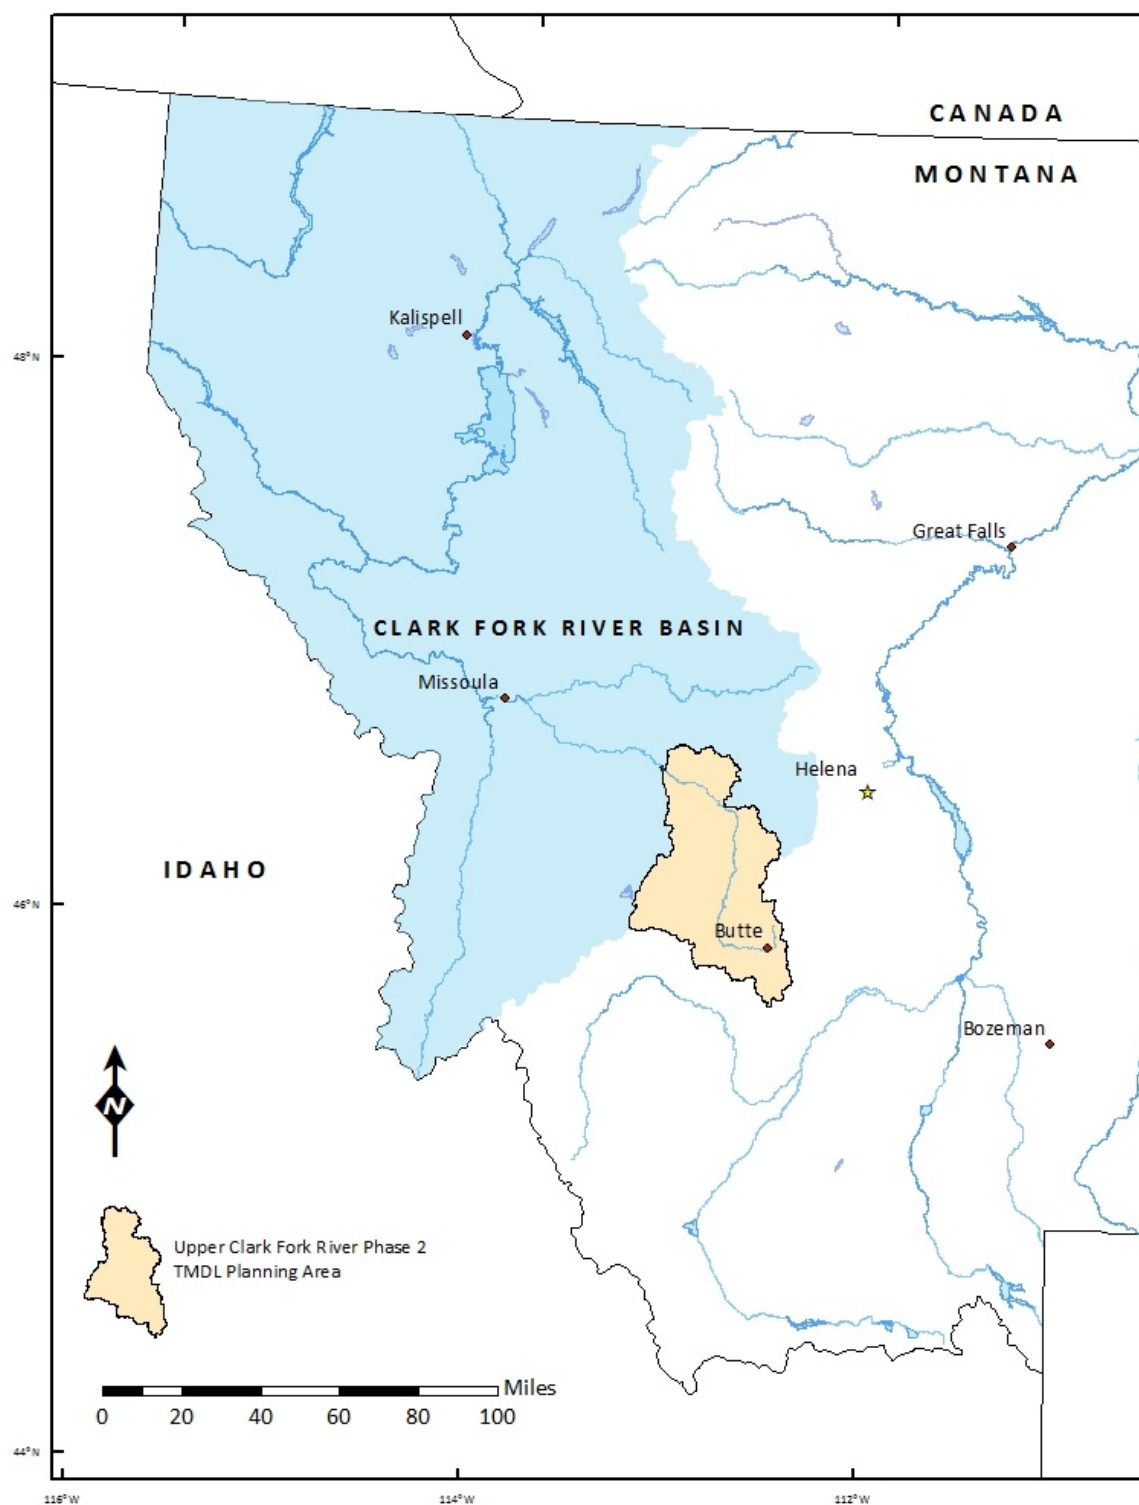 CANADA
MONTANA
Kalispell
48°N
Great Falls
CLARK FORK RIVER BASIN
Missoula
Helena
IDAHO
46°N
Butte
Bozeman
N
Upper Clark Fork River Phase 2
TMDL Planning Area
Miles
0 20 40 60 80 100
44°N
116°W 114°W 112°W